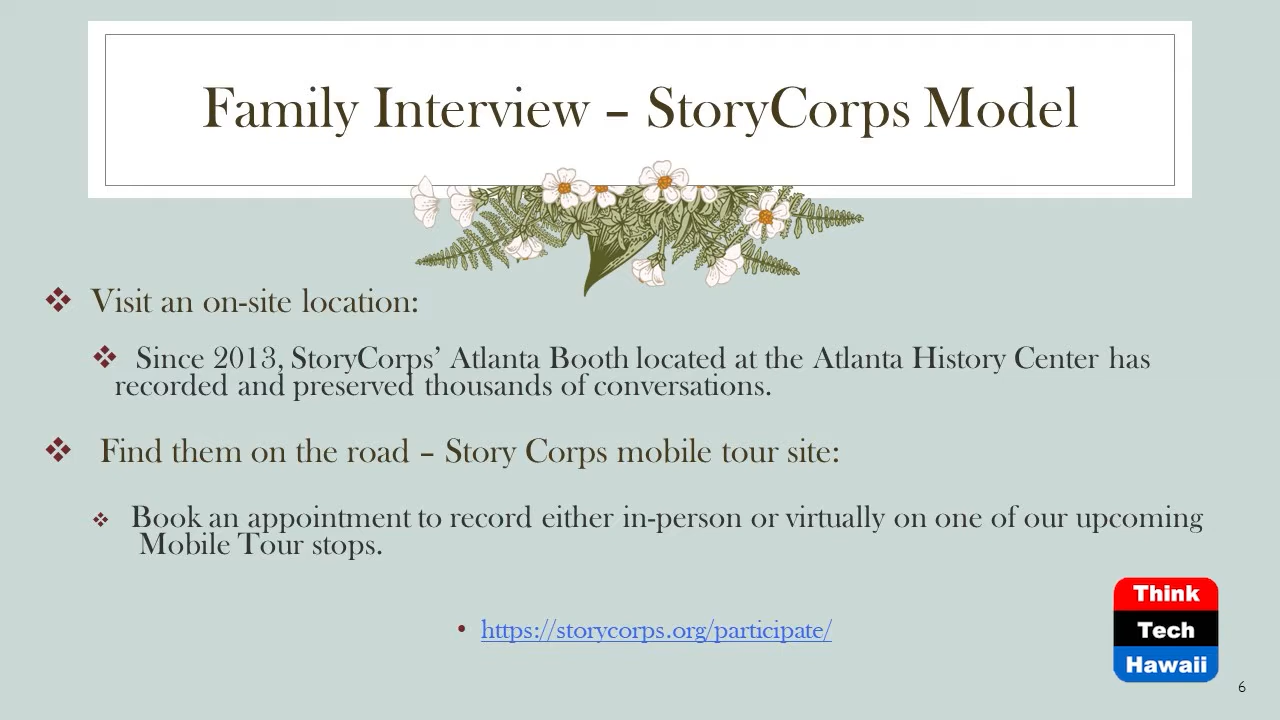 Family Interview – StoryCorps Model
❖ Visit an on-site location:
❖ Since 2013, StoryCorps’ Atlanta Booth located at the Atlanta History Center has
recorded and preserved thousands of conversations.
❖ Find them on the road – Story Corps mobile tour site:
❖ Book an appointment to record either in-person or virtually on one of our upcoming
Mobile Tour stops.
• https://storycorps.org/participate/
Think
Tech
Hawaii
6